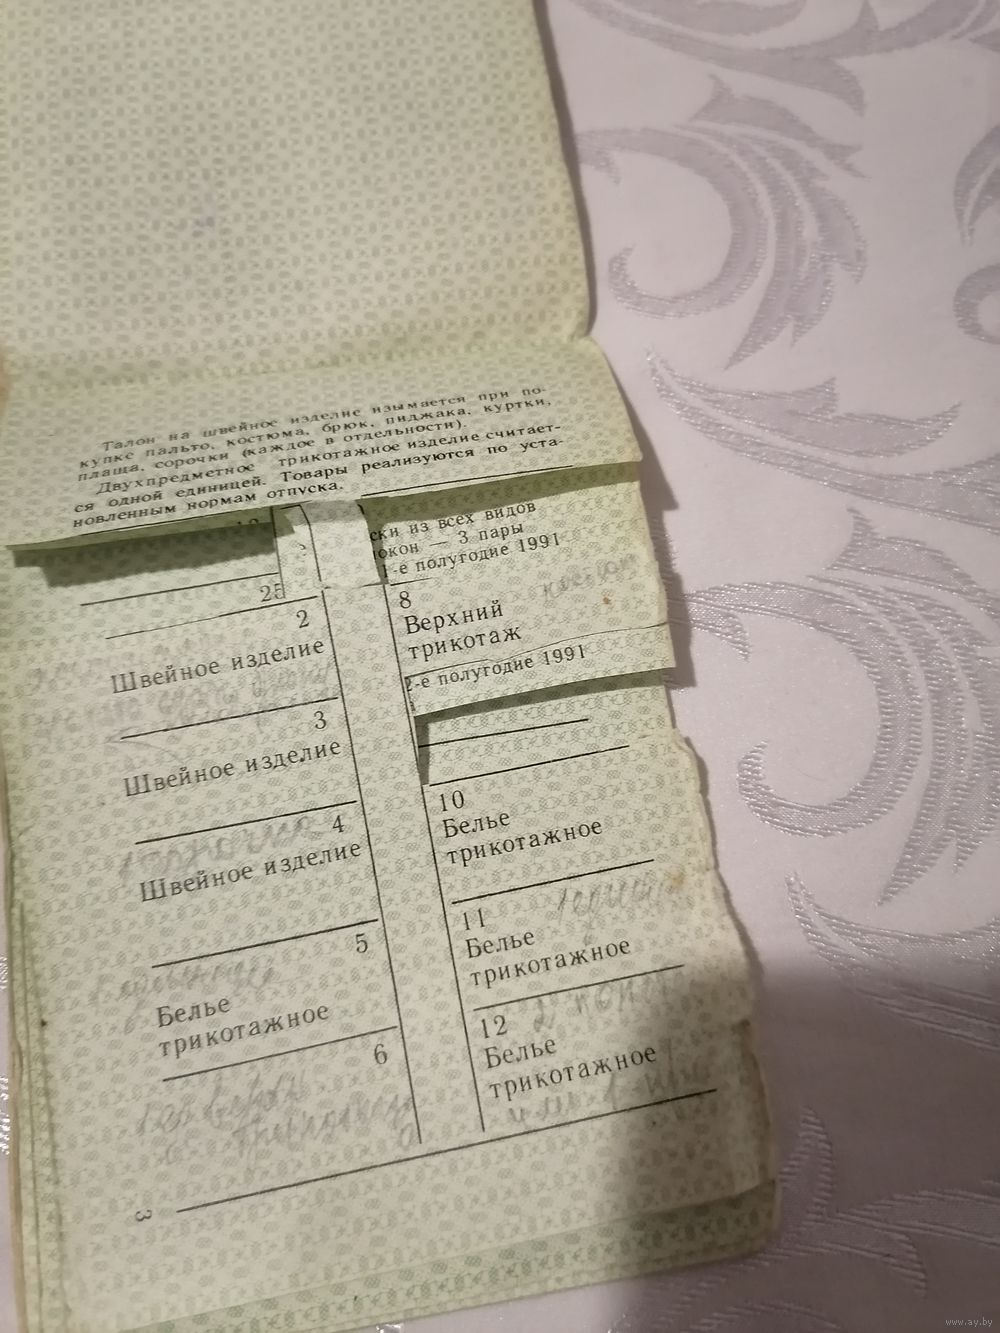 Талон на швейное изделие изымается при по-
купке пальто, костюма, брюк, пиджака, куртки,
плаща, сорочки (каждое в отдельности).
Двухпредметное трикотажное изделие считает-
ся одной единицей. Товары реализуются по уста-
новленным нормам отпуска.
25
2
Швейное изделие
3
Швейное изделие
4
Швейное изделие
5
Белье
трикотажное
6
ски из всех видов
окон — 3 пары
1-е полугодие 1991
8
Верхний
трикотаж
2-е полугодие 1991
10
Белье
трикотажное
11
Белье
трикотажное
12
Белье
трикотажное
3
www.ay.by